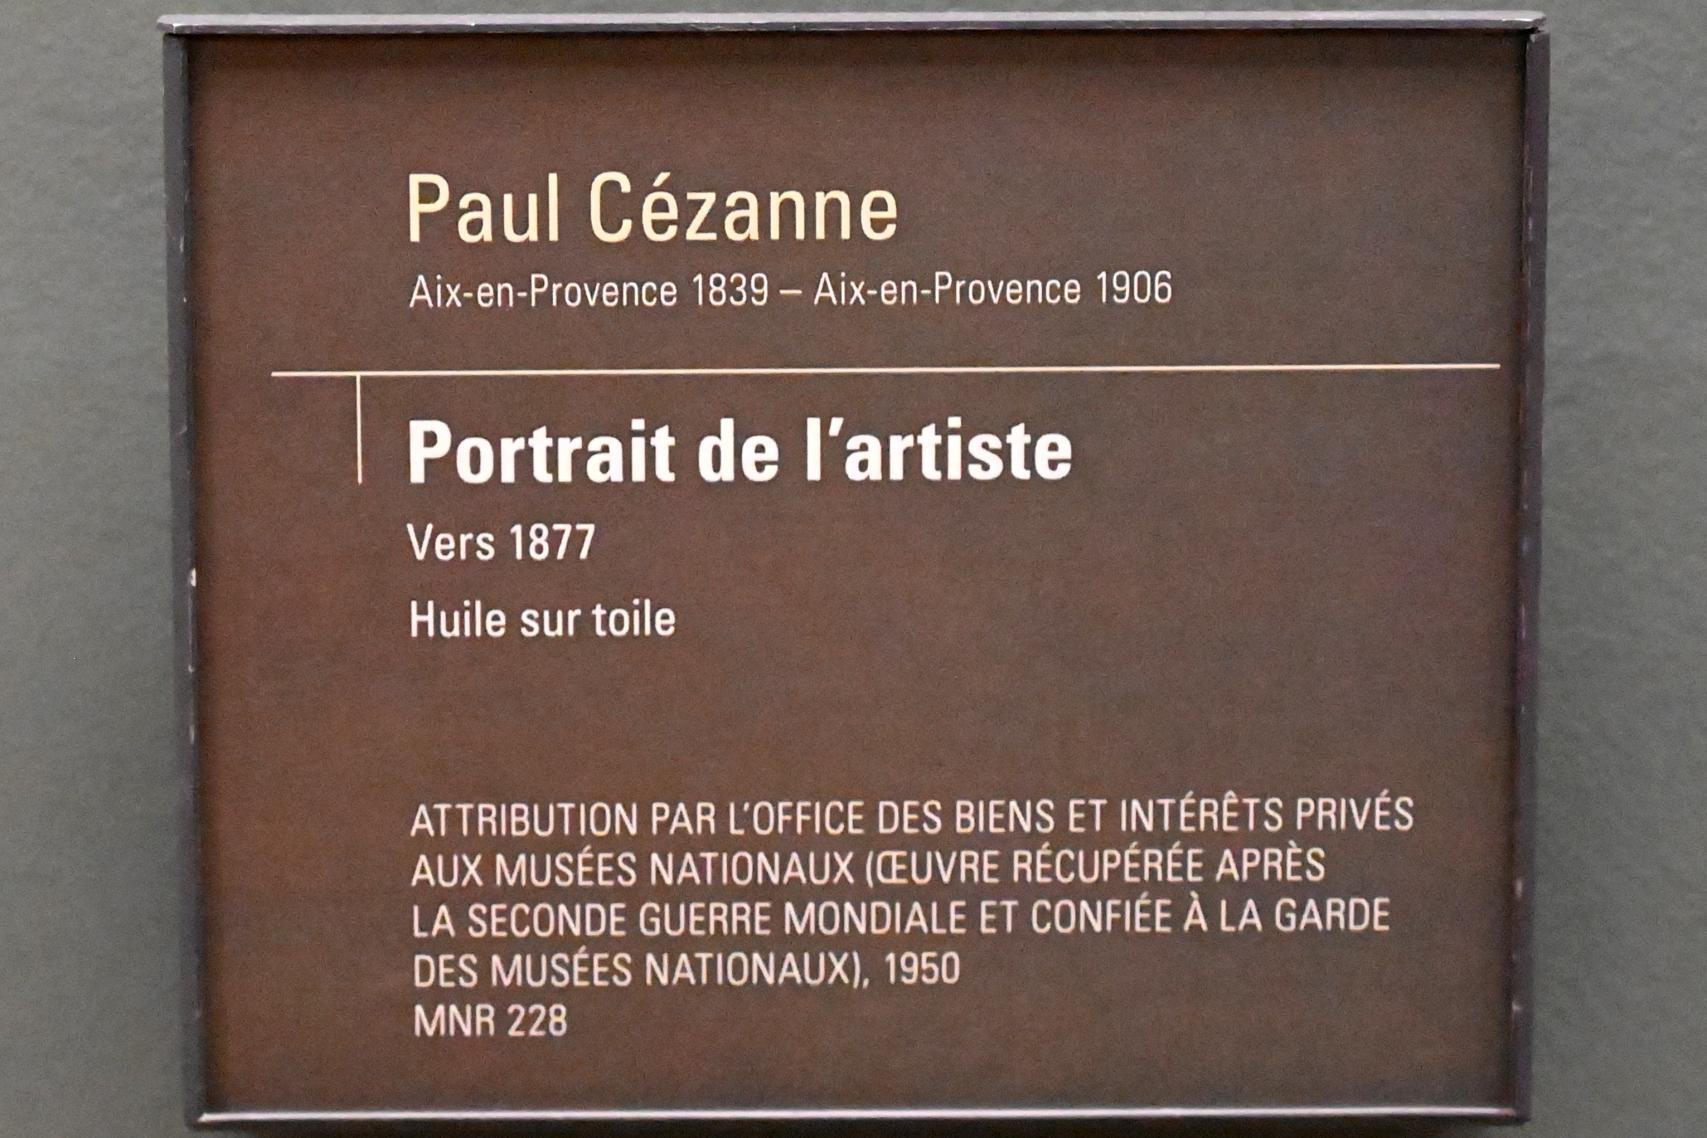 Paul Cézanne
Aix-en-Provence 1839 – Aix-en-Provence 1906
Portrait de l'artiste
Vers 1877
Huile sur toile
ATTRIBUTION PAR L'OFFICE DES BIENS ET INTÉRÊTS PRIVÉS
AUX MUSÉES NATIONAUX (ŒUVRE RÉCUPÉRÉE APRÈS
LA SECONDE GUERRE MONDIALE ET CONFIÉE À LA GARDE
DES MUSÉES NATIONAUX), 1950
MNR 228